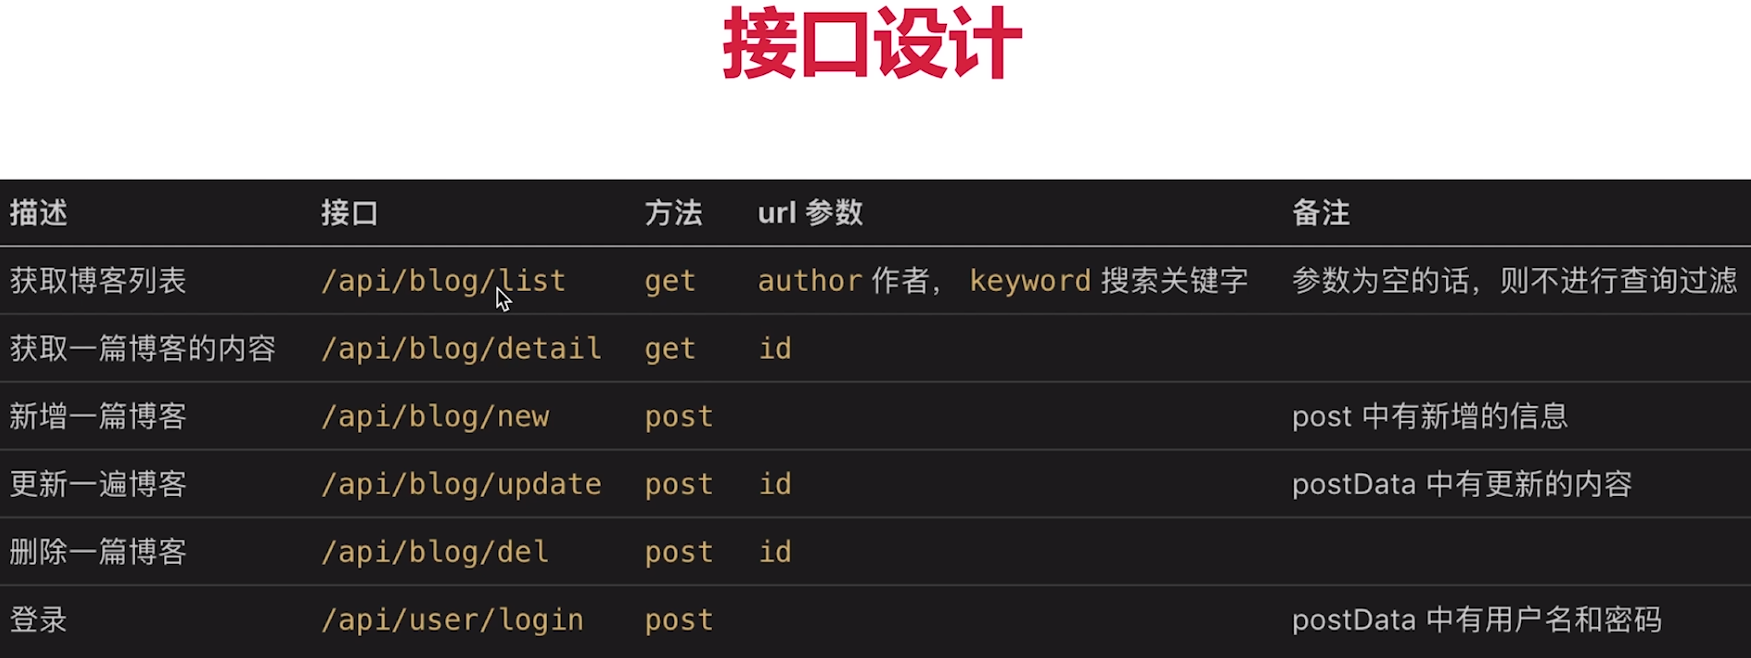 接口设计
描述 接口 方法 url 参数 备注
获取博客列表 /api/blog/list get author 作者， keyword 搜索关键字 参数为空的话，则不进行查询过滤
获取一篇博客的内容 /api/blog/detail get id
新增一篇博客 /api/blog/new post post 中有新增的信息
更新一遍博客 /api/blog/update post id postData 中有更新的内容
删除一篇博客 /api/blog/del post id
登录 /api/user/login post postData 中有用户名和密码